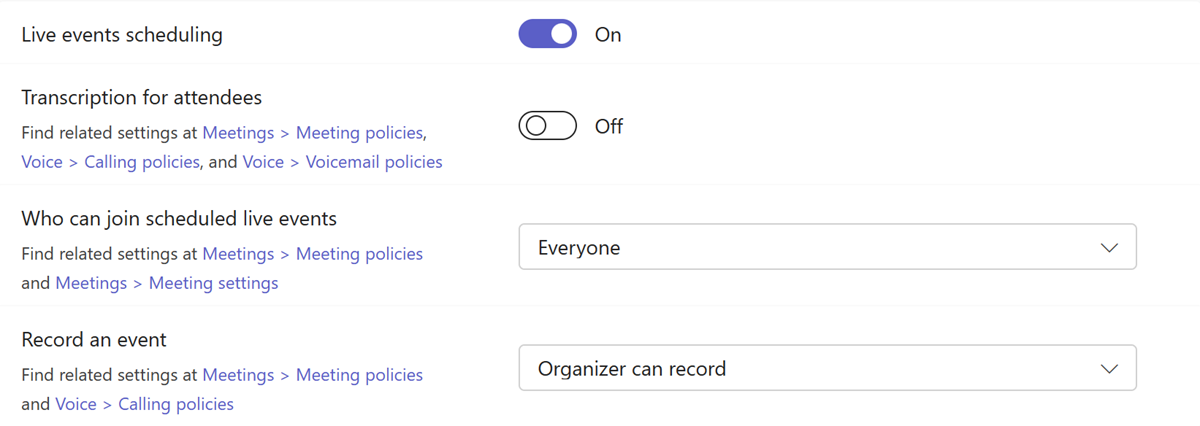 Live events scheduling
On
Transcription for attendees
Find related settings at Meetings > Meeting policies,
Voice > Calling policies, and Voice > Voicemail policies
Off
Who can join scheduled live events
Find related settings at Meetings > Meeting policies
and Meetings > Meeting settings
Everyone
Record an event
Find related settings at Meetings > Meeting policies
and Voice > Calling policies
Organizer can record